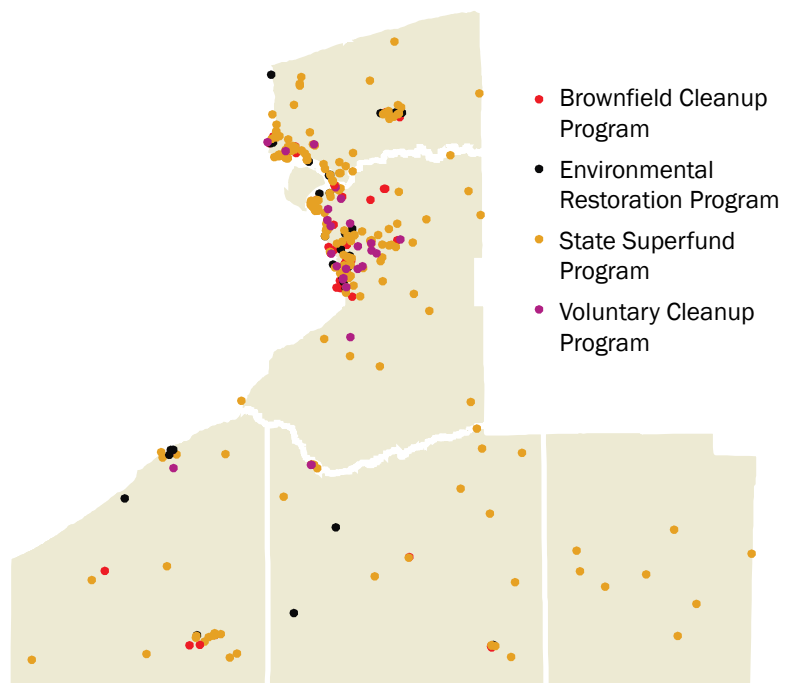 Brownfield Cleanup
Program
Environmental
Restoration Program
State Superfund
Program
Voluntary Cleanup
Program